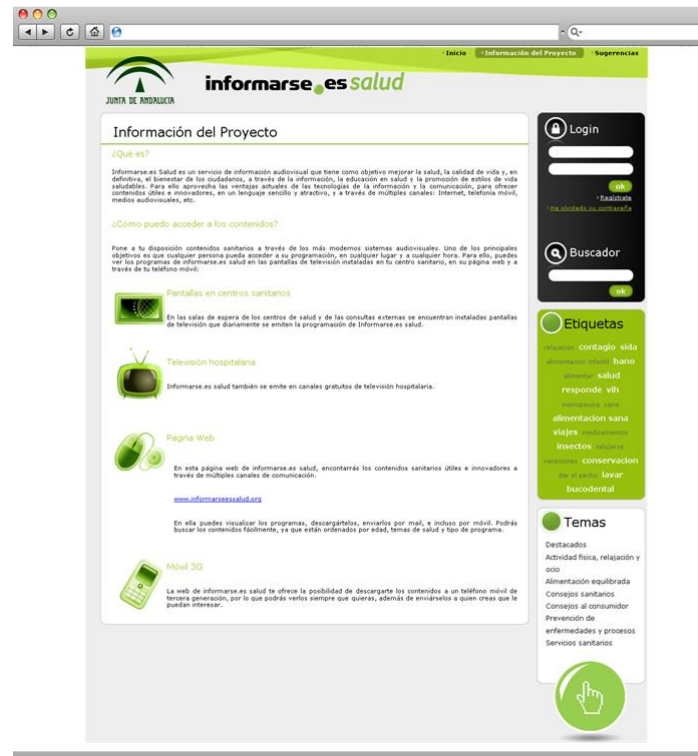 Inicio
Información del Proyecto
Sugerencias
JUNTA DE ANDALUCIA
informarse.es salud
Información del Proyecto
¿Qué es?
Informarse.es Salud es un servicio de información audiovisual que tiene como objetivo mejorar la salud, la calidad de vida y, en
definitiva, el bienestar de los ciudadanos, a través de la información, la educación en salud y la promoción de estilos de vida
saludables. Para ello aprovecha las ventajas actuales de las tecnologías de la información y la comunicación, para ofrecer
contenidos útiles e innovadores, en un lenguaje sencillo y atractivo, y a través de múltiples canales: Internet, telefonía móvil,
medios audiovisuales, etc.
¿Cómo puedo acceder a los contenidos?
Pone a tu disposición contenidos sanitarios a través de los más modernos sistemas audiovisuales. Uno de los principales
objetivos es que cualquier persona pueda acceder a su programación, en cualquier lugar y a cualquier hora. Para ello, puedes
ver los programas de informarse.es salud en las pantallas de televisión instaladas en tu centro sanitario, en su página web y a
través de tu teléfono móvil:
Pantallas en centros sanitarios
En las salas de espera de los centros de salud y de las consultas externas se encuentran instaladas pantallas
de televisión que diariamente se emiten la programación de Informarse.es salud.
Televisión hospitalaria
Informarse.es salud también se emite en canales gratuitos de televisión hospitalaria.
Página Web
En esta página web de informarse.es salud, encontrarás los contenidos sanitarios útiles e innovadores a
través de múltiples canales de comunicación.
www.informarseessalud.org
En ella puedes visualizar los programas, descargártelos, enviarlos por mail, e incluso por móvil. Podrás
buscar los contenidos fácilmente, ya que están ordenados por edad, temas de salud y tipo de programa.
Móvil 3G
La web de informarse.es salud te ofrece la posibilidad de descargarte los contenidos a un teléfono móvil de
tercera generación, por lo que podrás verlos siempre que quieras, además de enviárselos a quien creas que le
puedan interesar.
Login
ok
Regístrate
Ha olvidado su contraseña
Buscador
ok
Etiquetas
relajacion contagio sida
alimentacion infantil bano
alimentar salud
responde vih
menopausia sana
alimentacion sana
viajes medicamentos
insectos relajarse
vacaciones conservacion
dar el pecho lavar
bucodental
Temas
Destacados
Actividad física, relajación y
ocio
Alimentación equilibrada
Consejos sanitarios
Consejos al consumidor
Prevención de
enfermedades y procesos
Servicios sanitarios